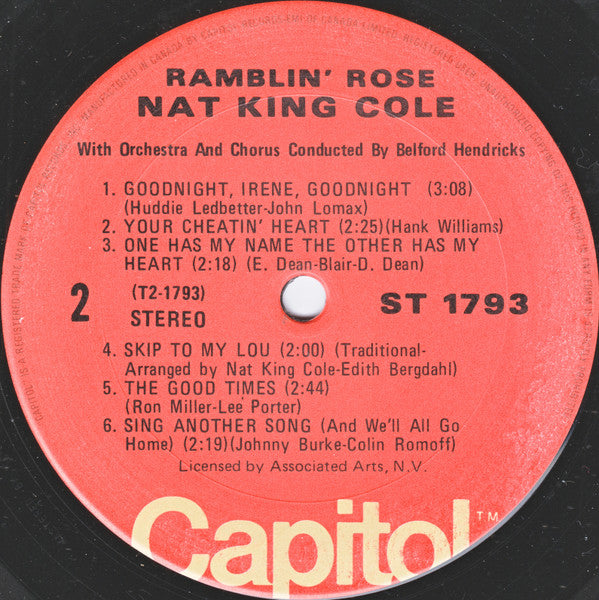 RAMBLIN' ROSE
NAT KING COLE
With Orchestra And Chorus Conducted By Belford Hendricks
1. GOODNIGHT, IRENE, GOODNIGHT (3:08)
(Huddie Ledbetter-John Lomax)
2. YOUR CHEATIN' HEART (2:25)(Hank Williams)
3. ONE HAS MY NAME THE OTHER HAS MY
HEART (2:18) (E. Dean-Blair-D. Dean)
2
(T2-1793)
STEREO
ST 1793
4. SKIP TO MY LOU (2:00) (Traditional-
Arranged by Nat King Cole-Edith Bergdahl)
5. THE GOOD TIMES (2:44)
(Ron Miller-Lee Porter)
6. SING ANOTHER SONG (And We'll All Go
Home) (2:19)(Johnny Burke-Colin Romoff)
Licensed by Associated Arts, N.V.
Capitol
TM